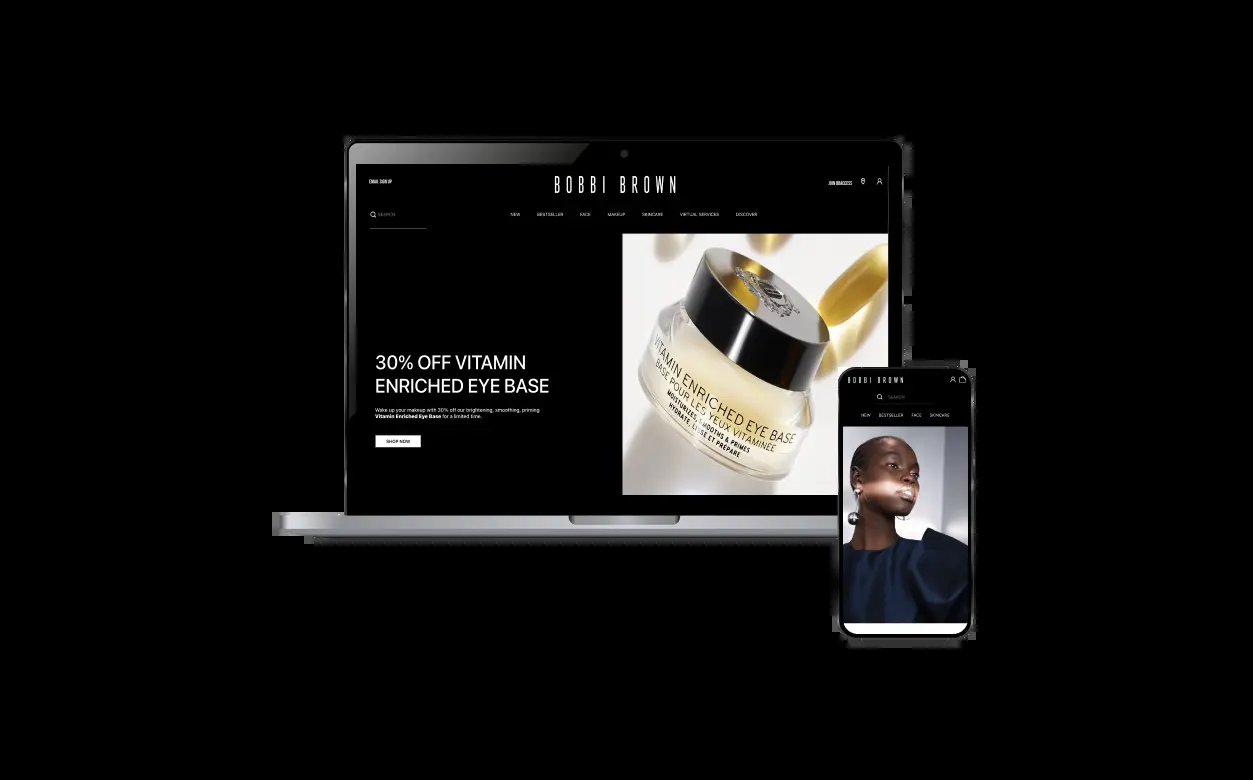 EMAIL SIGN UP
BOBBI BROWN
JOIN BBACCESS
SEARCH
NEW BESTSELLER FACE MAKEUP SKINCARE VIRTUAL SERVICES DISCOVER
30% OFF VITAMIN
ENRICHED EYE BASE
Wake up your makeup with 30% off our brightening, smoothing, priming
Vitamin Enriched Eye Base for a limited time.
SHOP NOW
VITAMIN ENRICHED EYE BASE
BASE POUR LES YEUX VITAMINÉE
MOISTURIZES, SMOOTHS & PRIMES
HYDRATE, LISSE ET PRÉPARE
BOBBI BROWN
SEARCH
NEW BESTSELLER FACE SKINCARE